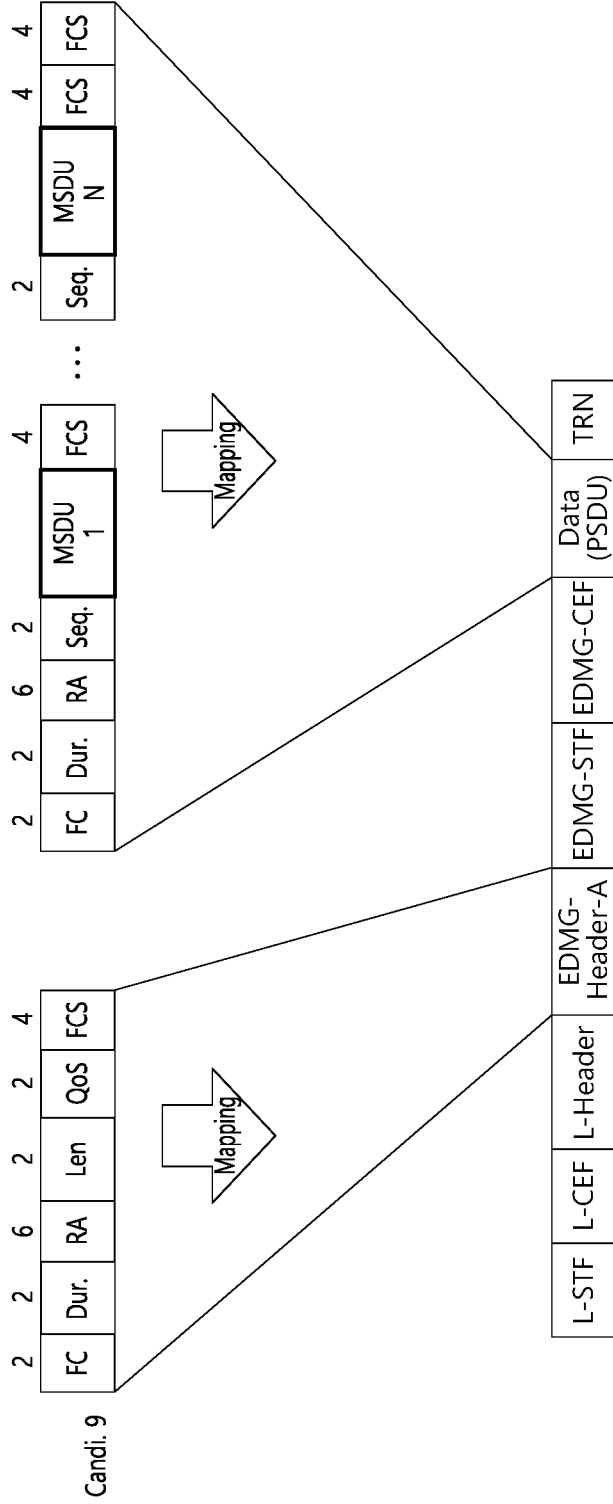 2 2 6 2 2 4 2 2 6 2 4 2 4 4
Candi. 9 FC Dur. RA Len QoS FCS FC Dur. RA Seq. MSDU 1 FCS ... Seq. MSDU N FCS FCS
Mapping Mapping
L-STF L-CEF L-Header EDMG-Header-A EDMG-STF EDMG-CEF Data (PSDU) TRN